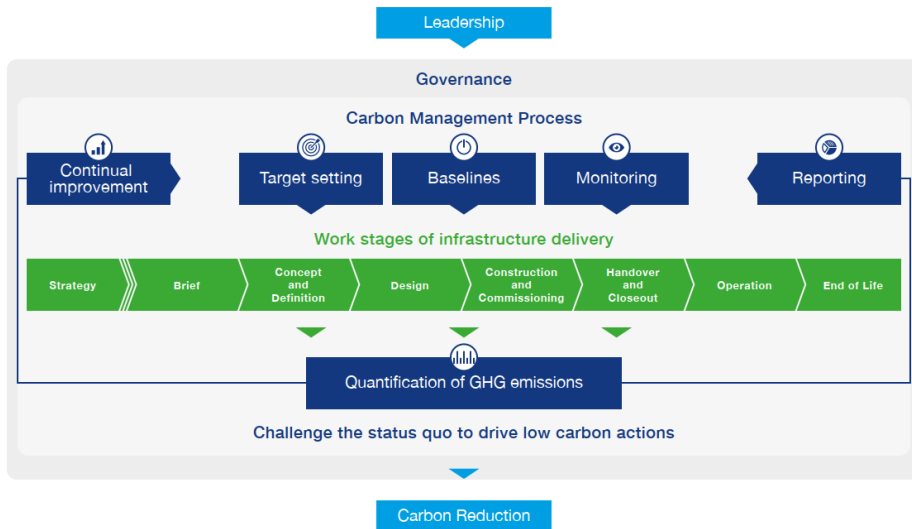 Leadership
Governance
Carbon Management Process
Continual
improvement
Target setting
Baselines
Monitoring
Reporting
Work stages of infrastructure delivery
Strategy
Brief
Concept
and
Definition
Design
Construction
and
Commissioning
Handover
and
Closeout
Operation
End of Life
Quantification of GHG emissions
Challenge the status quo to drive low carbon actions
Carbon Reduction